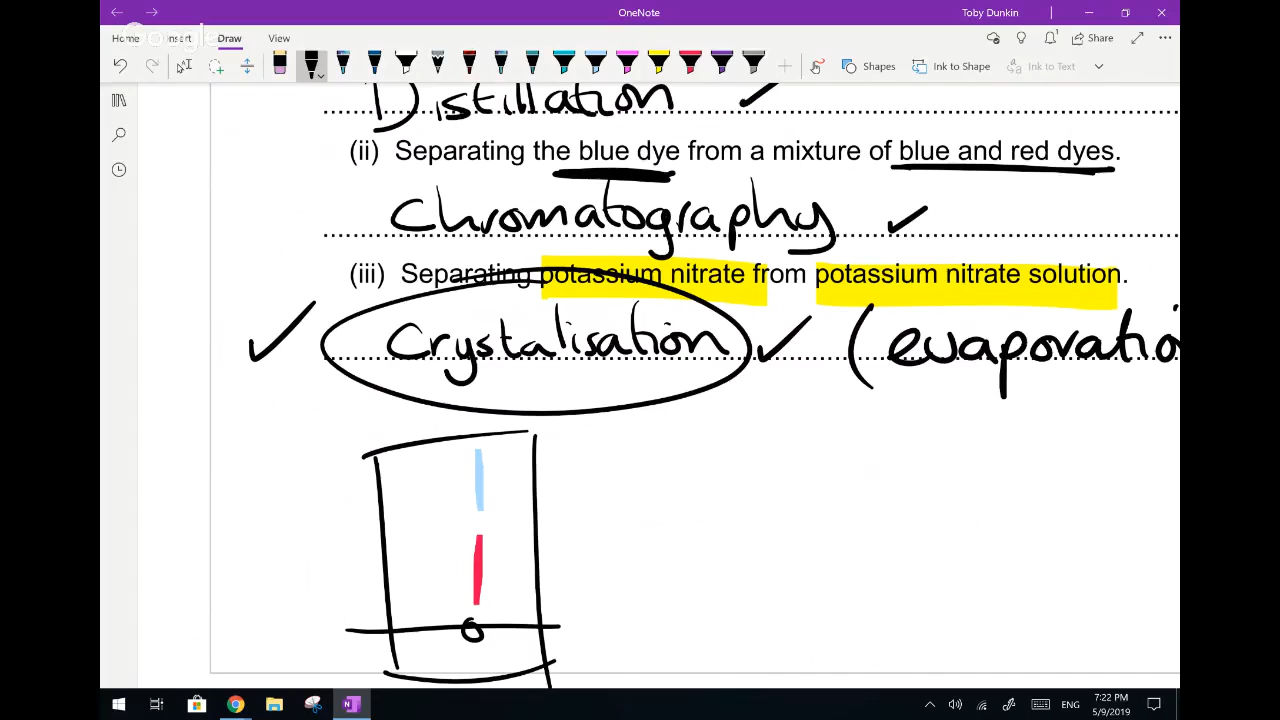 OneNote
Toby Dunkin
Google
Home Insert Draw View
Share
Shapes Ink to Shape Ink to Text
Distillation ✓
(ii) Separating the blue dye from a mixture of blue and red dyes.
Chromatography ✓
(iii) Separating potassium nitrate from potassium nitrate solution.
✓ Crystalisation ✓ (evaporatio
ENG
7:22 PM
5/9/2019